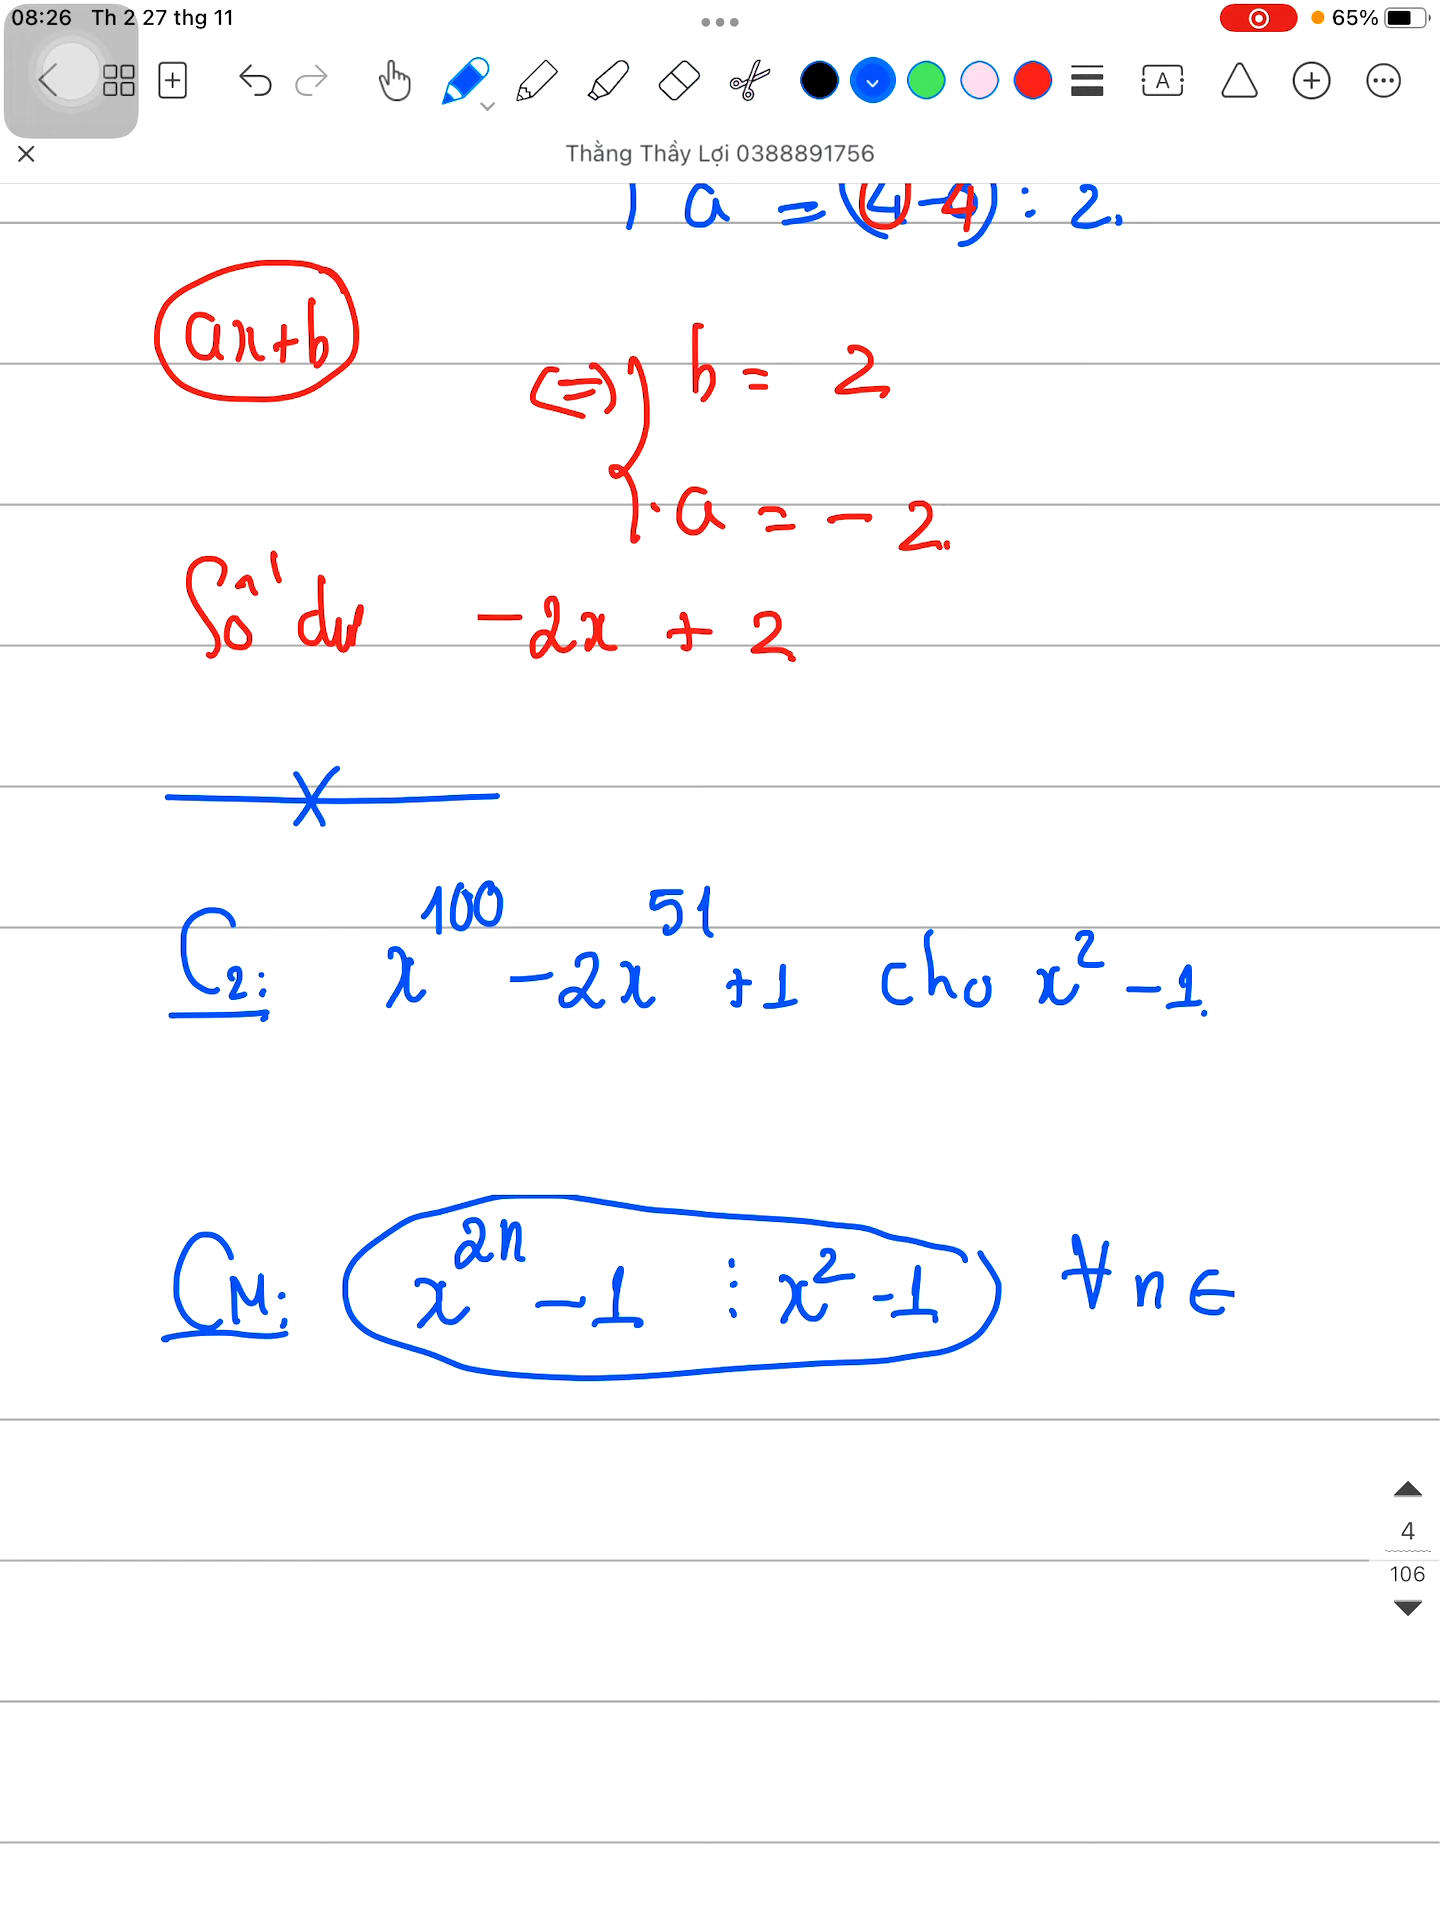 08:26 Th 2 27 thg 11
65%
A
Thằng Thầy Lợi 0388891756
a = (4-4) : 2.
ax+b
<=> b = 2
a = -2.
Số dư -2x + 2
C2: x^100 - 2x^51 + 1 cho x^2 - 1.
CM: x^2n - 1 ⋮ x^2 - 1 ∀n ∈
4
106